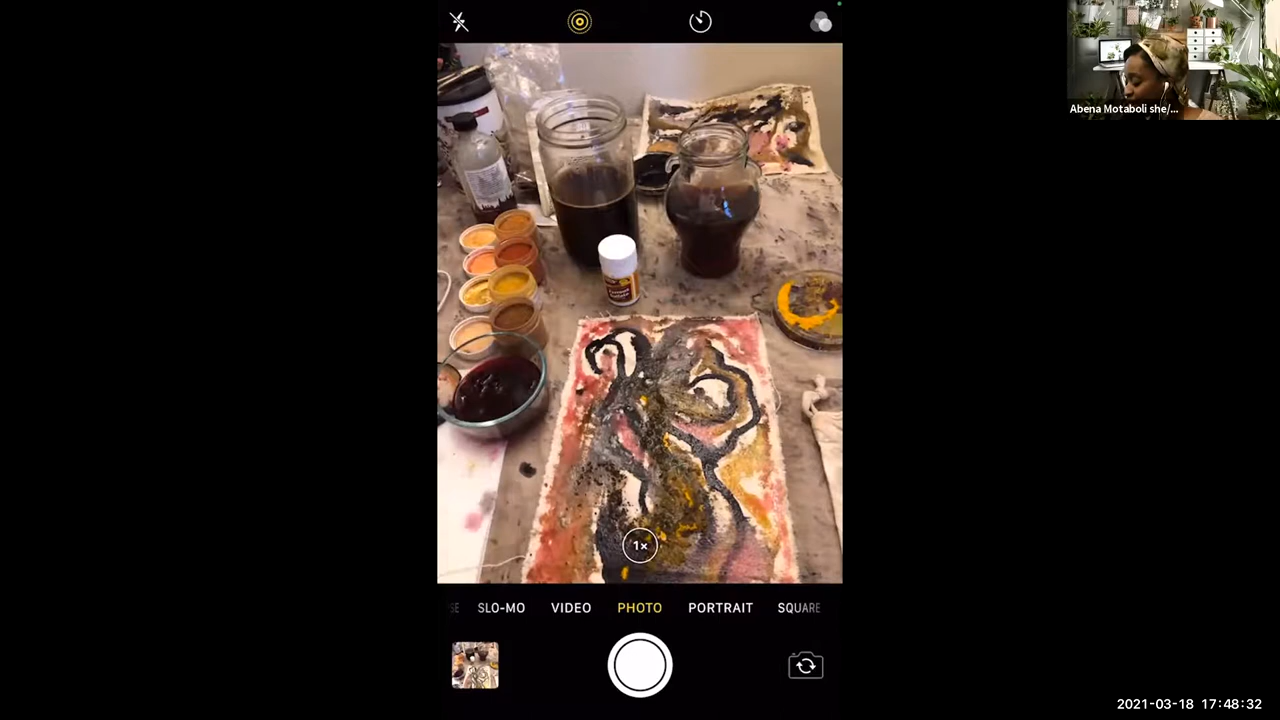 Abena Motaboli she/...
1×
SLO-MO
VIDEO
PHOTO
PORTRAIT
SQUARE
2021-03-18 17:48:32